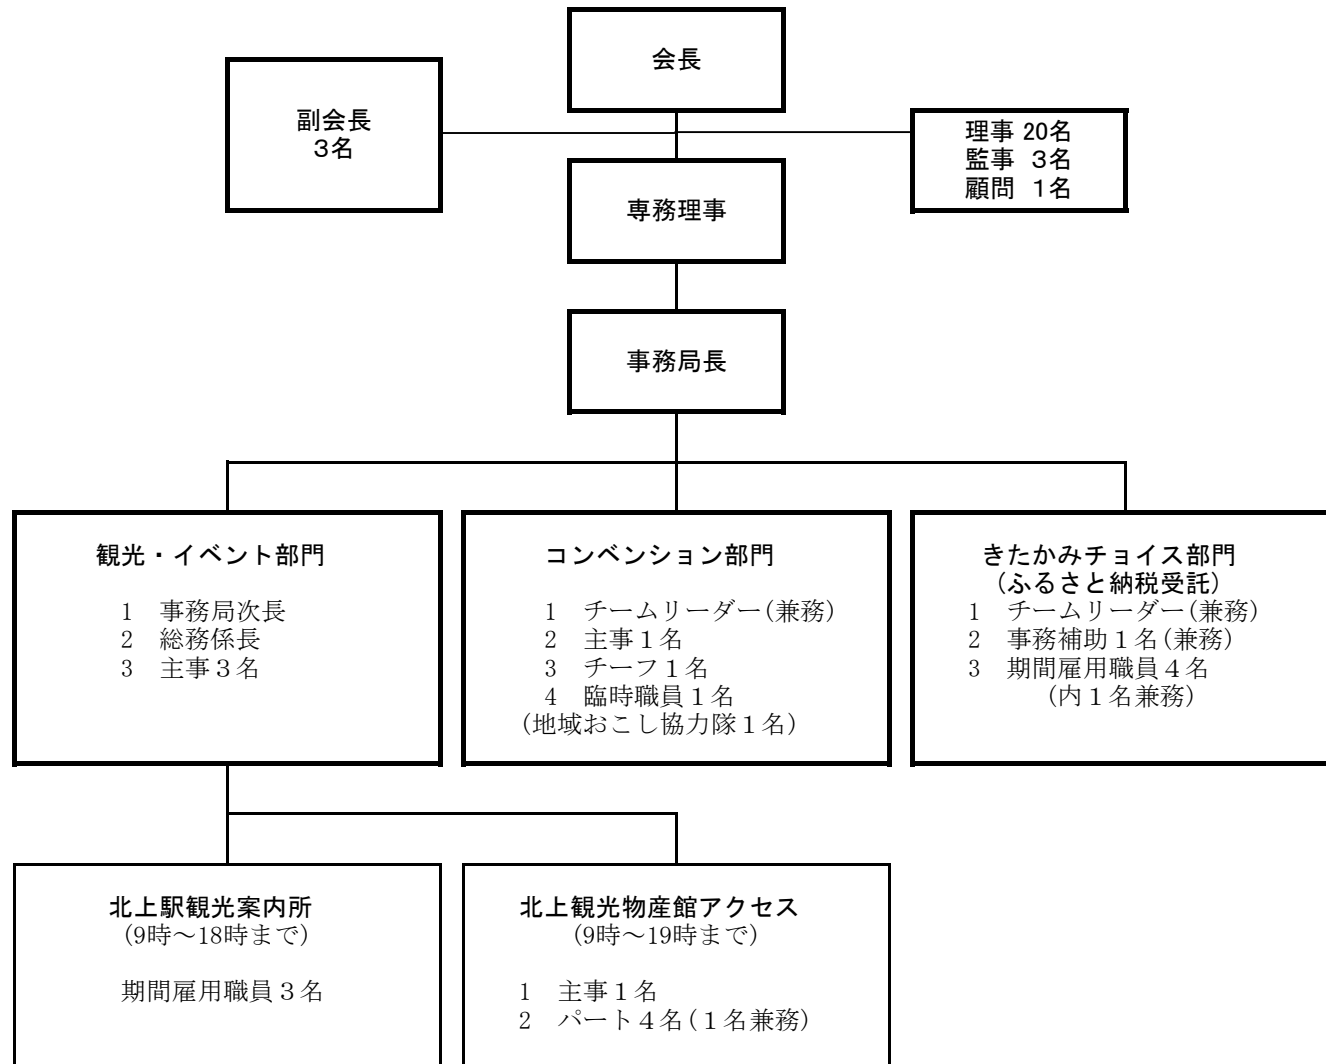 会長
副会長
3名
理事 20名
監事 3名
顧問 1名
専務理事
事務局長
観光・イベント部門
1 事務局次長
2 総務係長
3 主事3名
コンベンション部門
1 チームリーダー(兼務)
2 主事1名
3 チーフ1名
4 臨時職員1名
(地域おこし協力隊1名)
きたかみチョイス部門
(ふるさと納税受託)
1 チームリーダー(兼務)
2 事務補助1名(兼務)
3 期間雇用職員4名
(内1名兼務)
北上駅観光案内所
(9時～18時まで)
期間雇用職員3名
北上観光物産館アクセス
(9時～19時まで)
1 主事1名
2 パート4名(1名兼務)